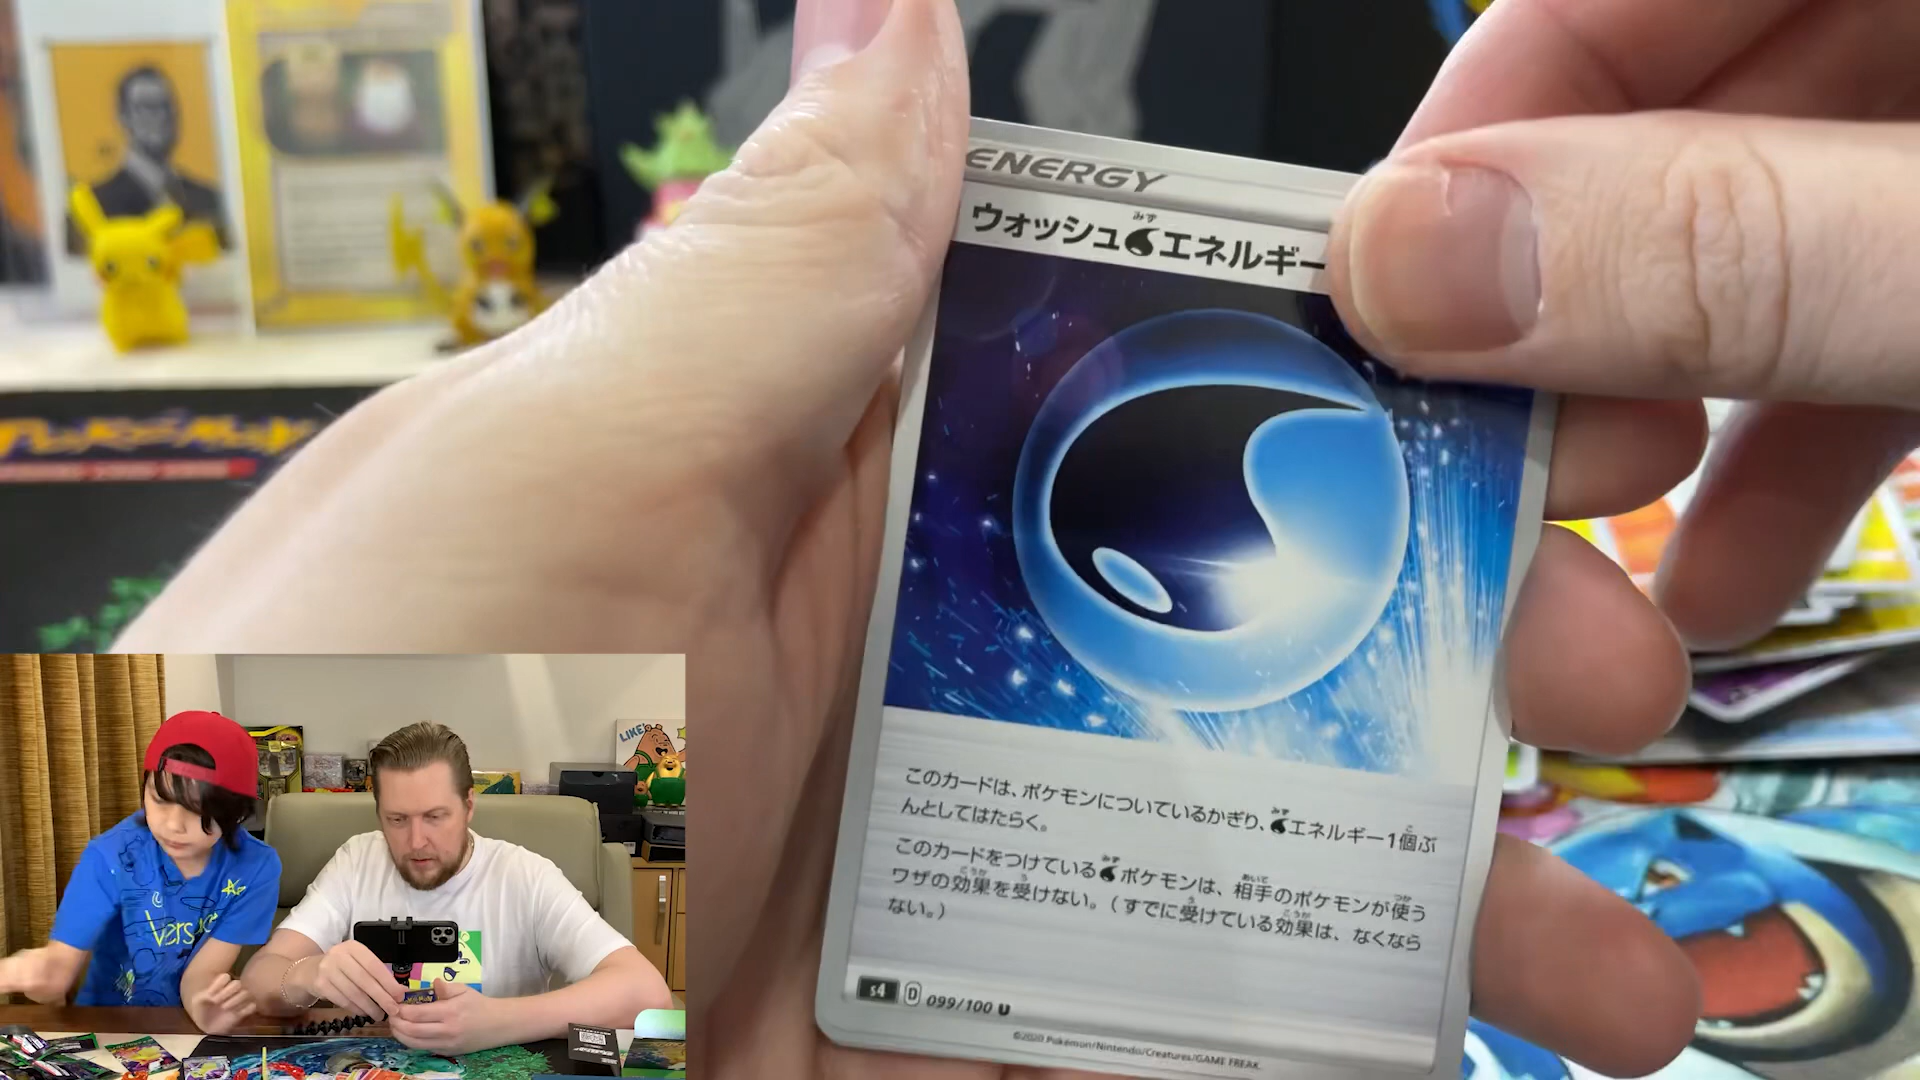 ENERGY
ウォッシュエネルギー
みず
このカードは、ポケモンについているかぎり、エネルギー1個ぶ
んとしてはたらく。
このカードをつけているポケモンは、相手のポケモンが使う
ワザの効果を受けない。(すでに受けている効果は、なくなら
ない。)
s4 D 099/100 U
©2020 Pokémon/Nintendo/Creatures/GAME FREAK
POKÉMON
LIKE
Vers